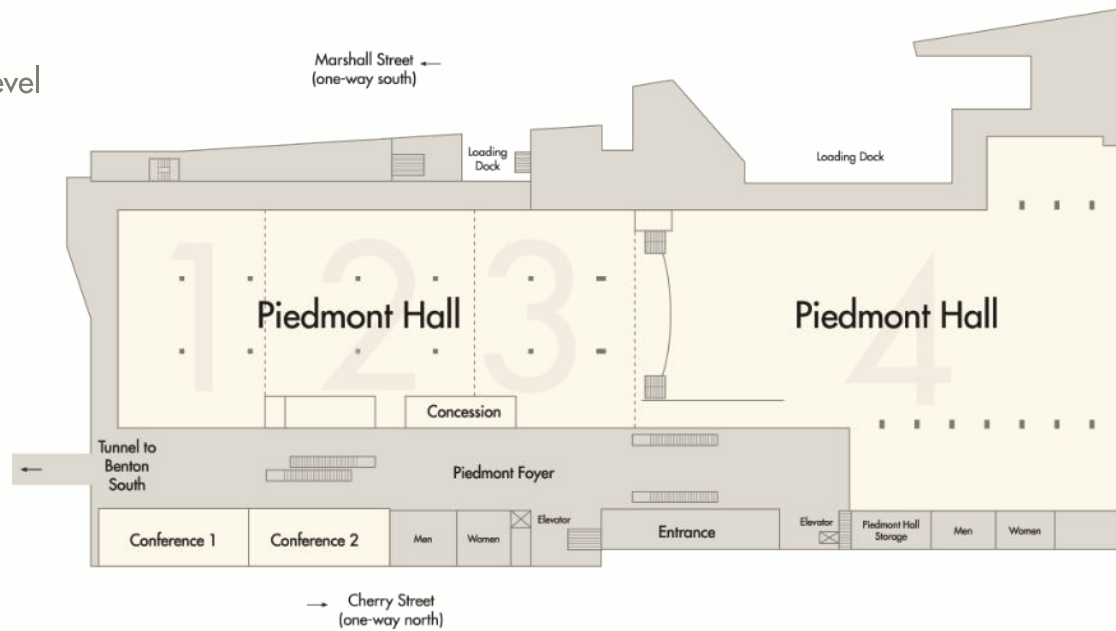 Marshall Street ←
(one-way south)
evel
Loading
Dock
Loading Dock
1
2
3
4
Piedmont Hall
Piedmont Hall
Concession
Tunnel to
Benton
South
←
Piedmont Foyer
Conference 1
Conference 2
Men
Women
Elevator
Entrance
Elevator
Piedmont Hall
Storage
Men
Women
→ Cherry Street
(one-way north)